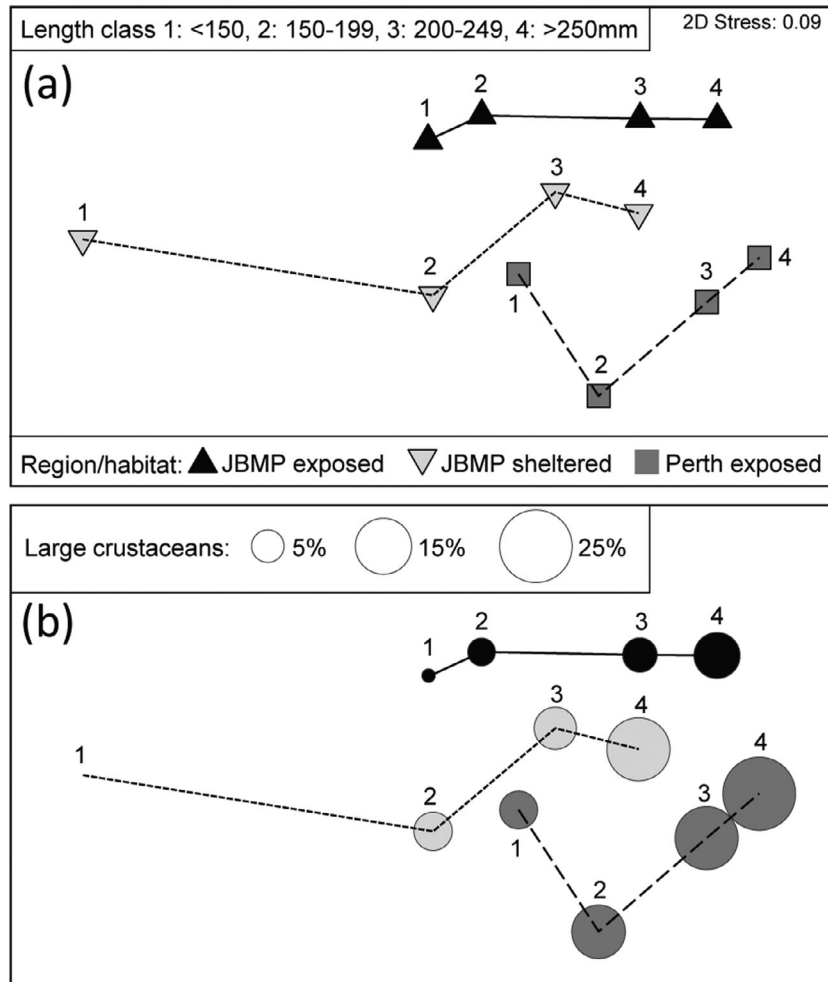 Length class 1: <150, 2: 150-199, 3: 200-249, 4: >250mm
2D Stress: 0.09
(a)
1 2 3 4
1 2 3 4
1 2 3 4
Region/habitat: JBMP exposed JBMP sheltered Perth exposed
Large crustaceans: 5% 15% 25%
(b)
1 2 3 4
1 2 3 4
1 2 3 4